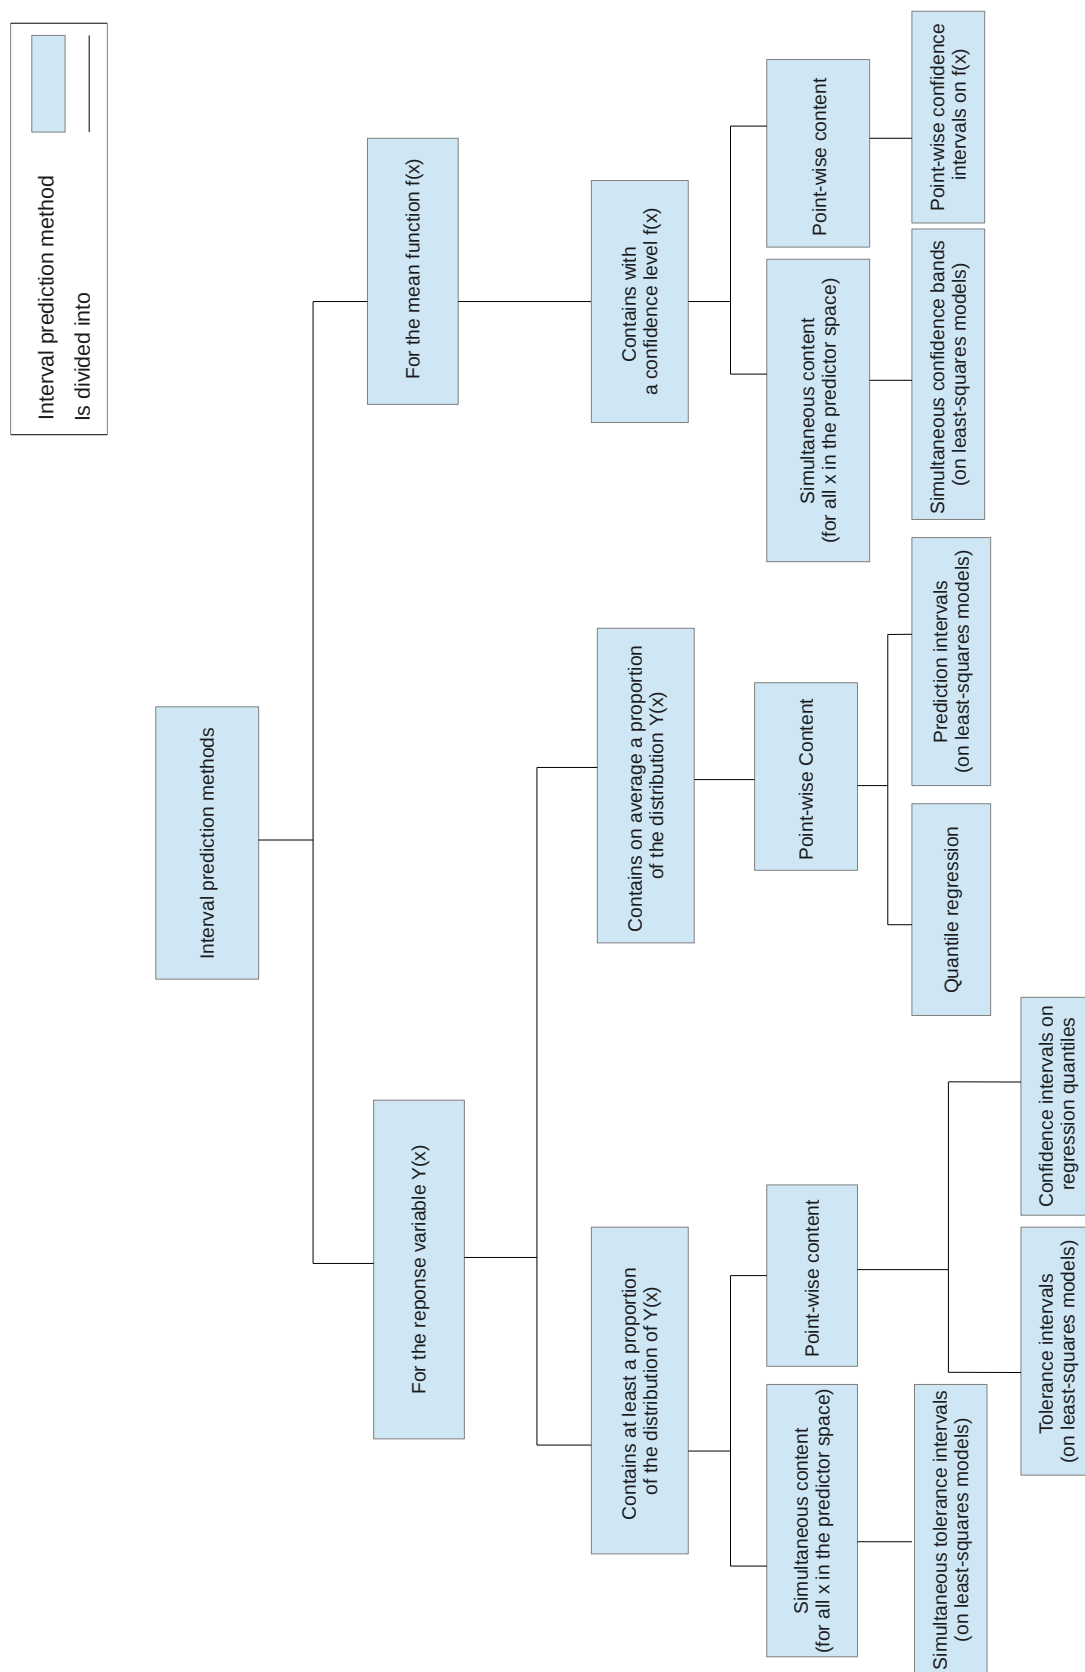 Interval prediction method
Is divided into
Interval prediction methods
For the reponse variable Y(x)
For the mean function f(x)
Contains at least a proportion
of the distribution of Y(x)
Contains on average a proportion
of the distribution Y(x)
Contains with
a confidence level f(x)
Simultaneous content
(for all x in the predictor space)
Point-wise content
Point-wise Content
Simultaneous content
(for all x in the predictor space)
Point-wise content
Simultaneous tolerance intervals
(on least-squares models)
Quantile regression
Prediction intervals
(on least-squares models)
Simultaneous confidence bands
(on least-squares models)
Point-wise confidence
intervals on f(x)
Tolerance intervals
(on least-squares models)
Confidence intervals on
regression quantiles